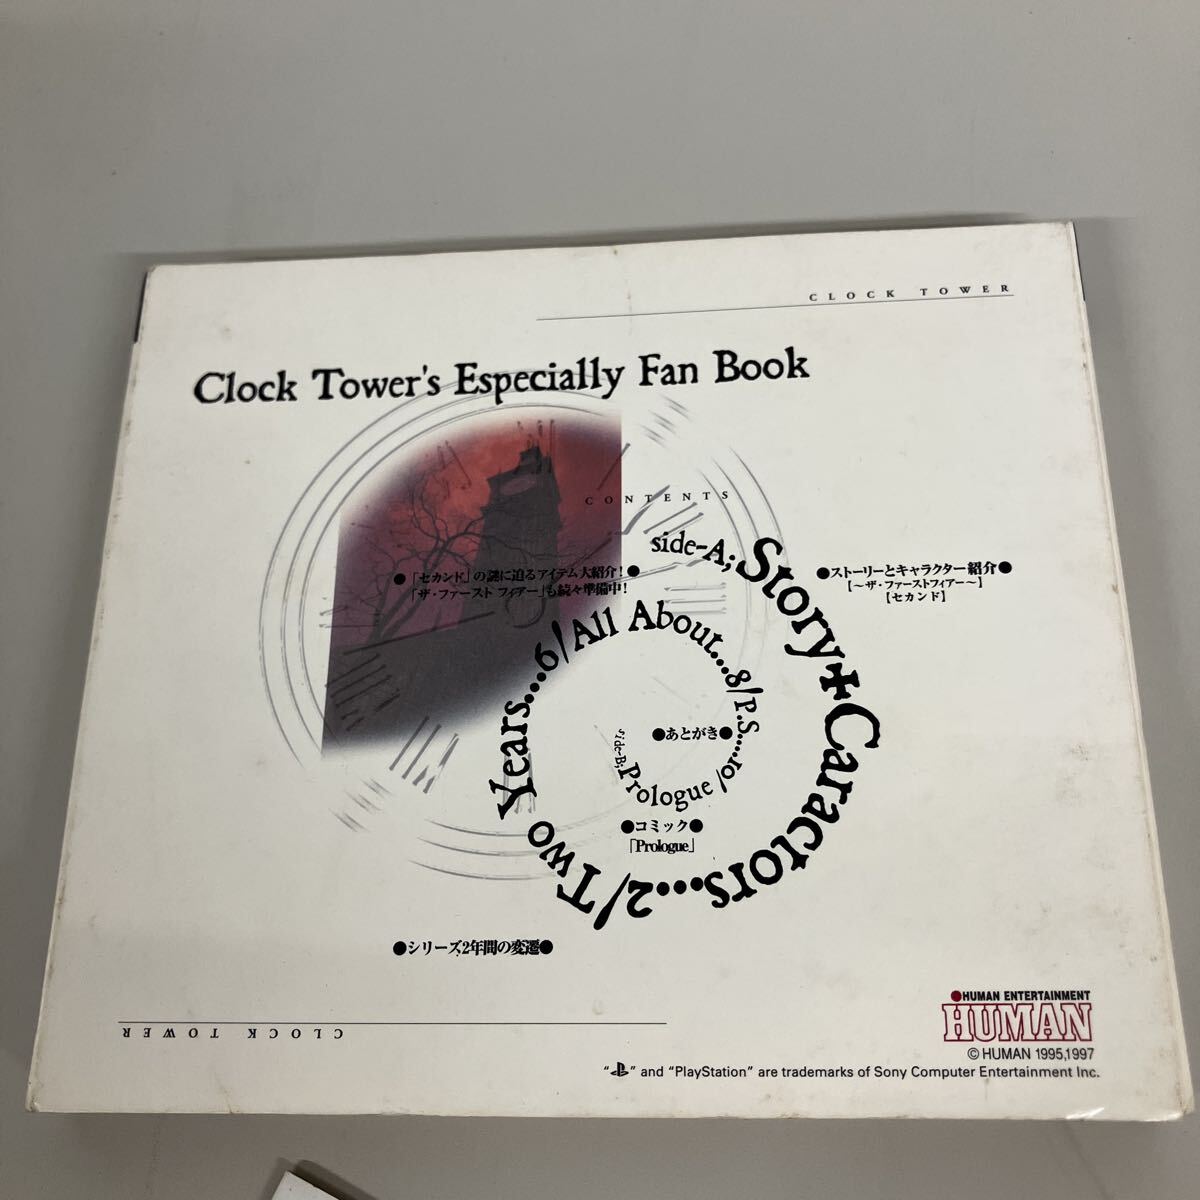 CLOCK TOWER
Clock Tower's Especially Fan Book
CONTENTS
side-A; Story+Caractors...2/Two Years...6/All About...8/P.S....10/
side-B; Prologue
●ストーリーとキャラクター紹介●
【～ザ・ファーストフィアー～】
【セカンド】
●「セカンド」の謎に迫るアイテム大紹介！●
「ザ・ファースト フィアー」も続々準備中！
●あとがき●
●コミック●
「Prologue」
●シリーズ2年間の変遷●
CLOCK TOWER
●HUMAN ENTERTAINMENT
HUMAN
© HUMAN 1995,1997
“ ” and “PlayStation” are trademarks of Sony Computer Entertainment Inc.